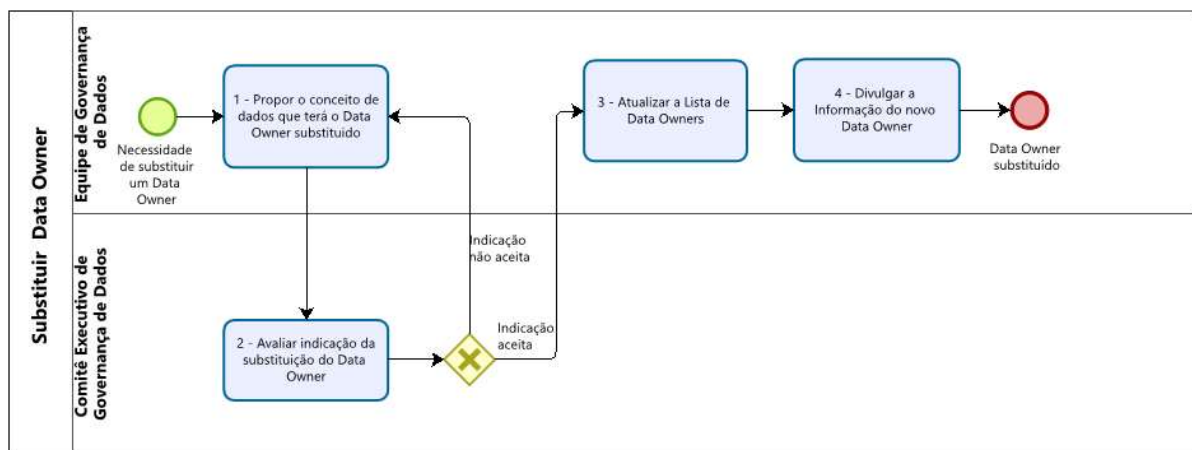 Substituir Data Owner
Equipe de Governança
de Dados
Necessidade
de substituir
um Data
Owner
1 - Propor o conceito de
dados que terá o Data
Owner substituido
3 - Atualizar a Lista de
Data Owners
4 - Divulgar a
Informação do novo
Data Owner
Data Owner
substituído
Comitê Executivo de
Governança de Dados
2 - Avaliar indicação da
substituição do Data
Owner
Indicação
não aceita
Indicação
aceita